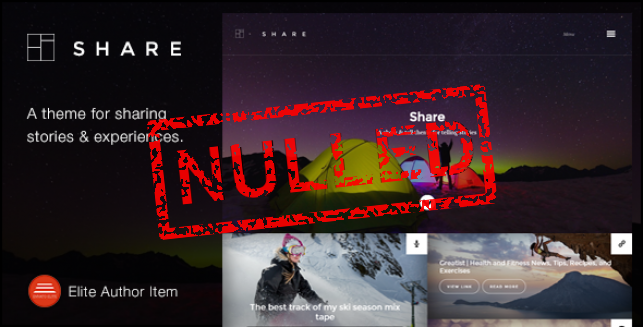 SHARE
A theme for sharing
stories & experiences.
Elite Author Item
SHARE
Menu
Share
NULLED
The best track of my ski season mix
tape
Greatist | Health and Fitness News, Tips, Recipes, and
Exercises
VIEW LINK
READ MORE